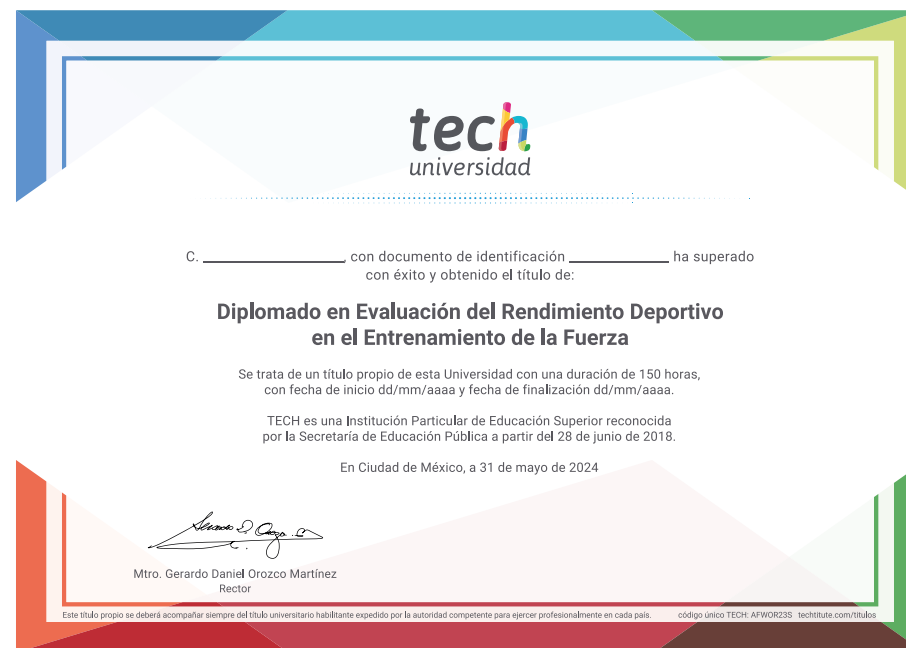 tech
universidad
C. ____________________, con documento de identificación ______________ ha superado
con éxito y obtenido el título de:
Diplomado en Evaluación del Rendimiento Deportivo
en el Entrenamiento de la Fuerza
Se trata de un título propio de esta Universidad con una duración de 150 horas,
con fecha de inicio dd/mm/aaaa y fecha de finalización dd/mm/aaaa.
TECH es una Institución Particular de Educación Superior reconocida
por la Secretaría de Educación Pública a partir del 28 de junio de 2018.
En Ciudad de México, a 31 de mayo de 2024
Mtro. Gerardo Daniel Orozco Martínez
Rector
Este título propio se deberá acompañar siempre del título universitario habilitante expedido por la autoridad competente para ejercer profesionalmente en cada país. código único TECH: AFWOR23S techtitute.com/titulos